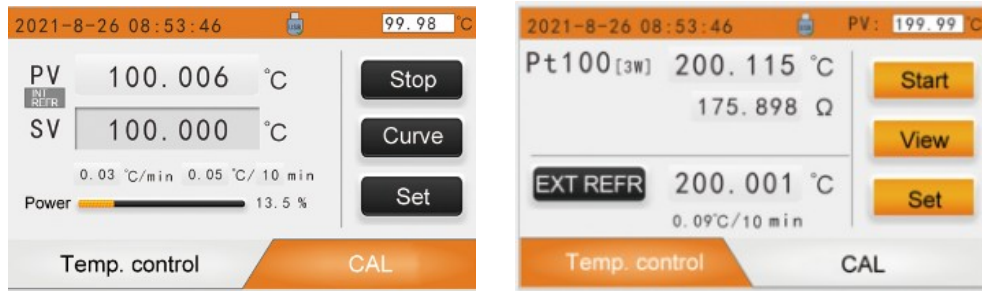 2021-8-26 08:53:46 99.98 °C
PV 100.006 °C
INT REFR
SV 100.000 °C
0.03 °C/min 0.05 °C/ 10 min
Power 13.5 %
Stop
Curve
Set
Temp. control CAL
2021-8-26 08:53:46 PV: 199.99 °C
Pt100[3W] 200.115 °C
175.898 Ω
EXT REFR 200.001 °C
0.09°C/10 min
Start
View
Set
Temp. control CAL